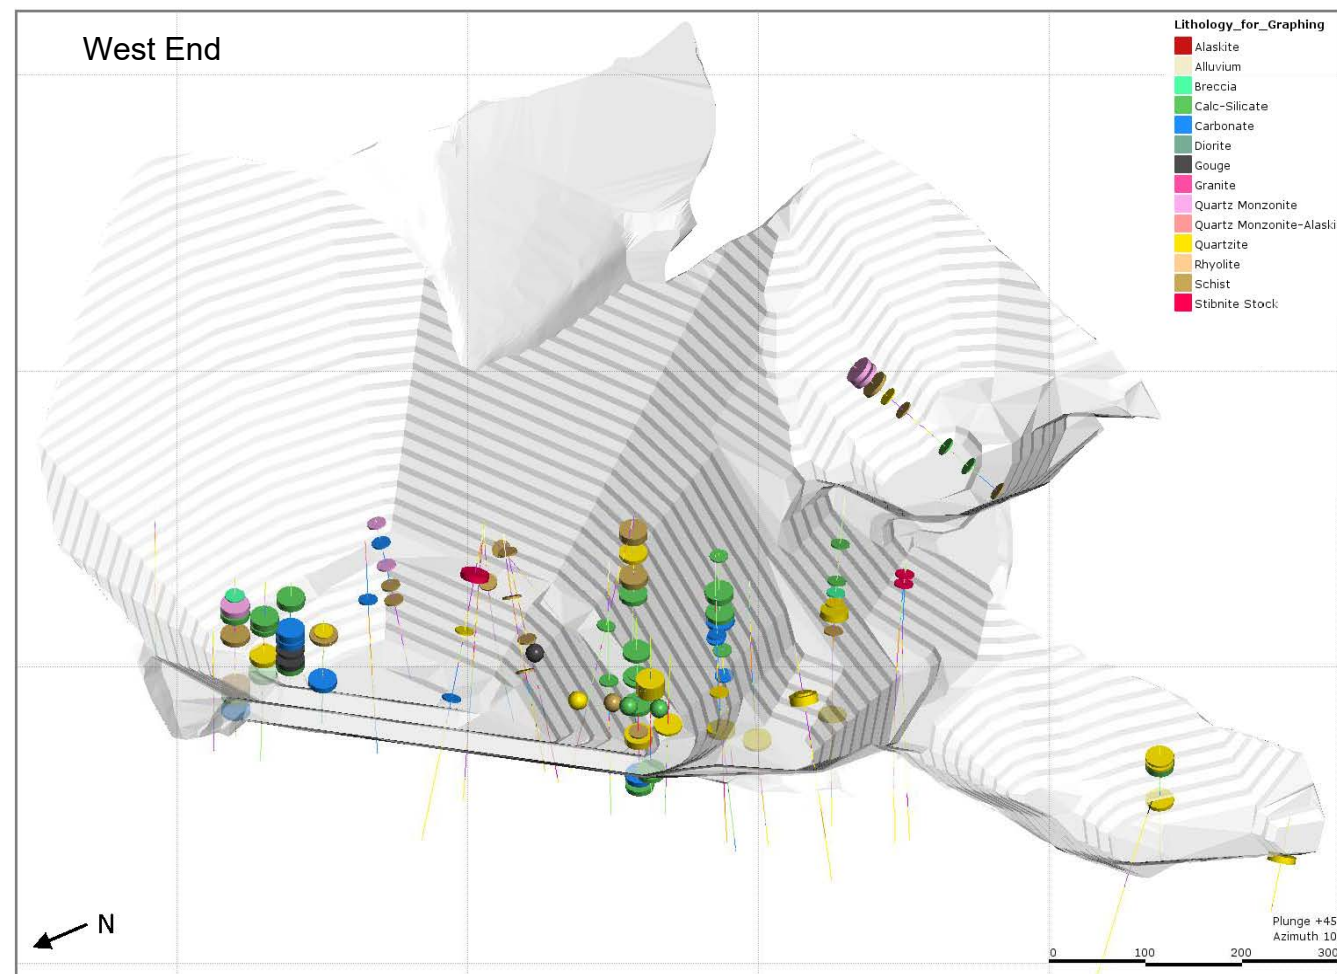 West End
Lithology_for_Graphing
Alaskite
Alluvium
Breccia
Calc-Silicate
Carbonate
Diorite
Gouge
Granite
Quartz Monzonite
Quartz Monzonite-Alaski
Quartzite
Rhyolite
Schist
Stibnite Stock
N
Plunge +45
Azimuth 10
0 100 200 300